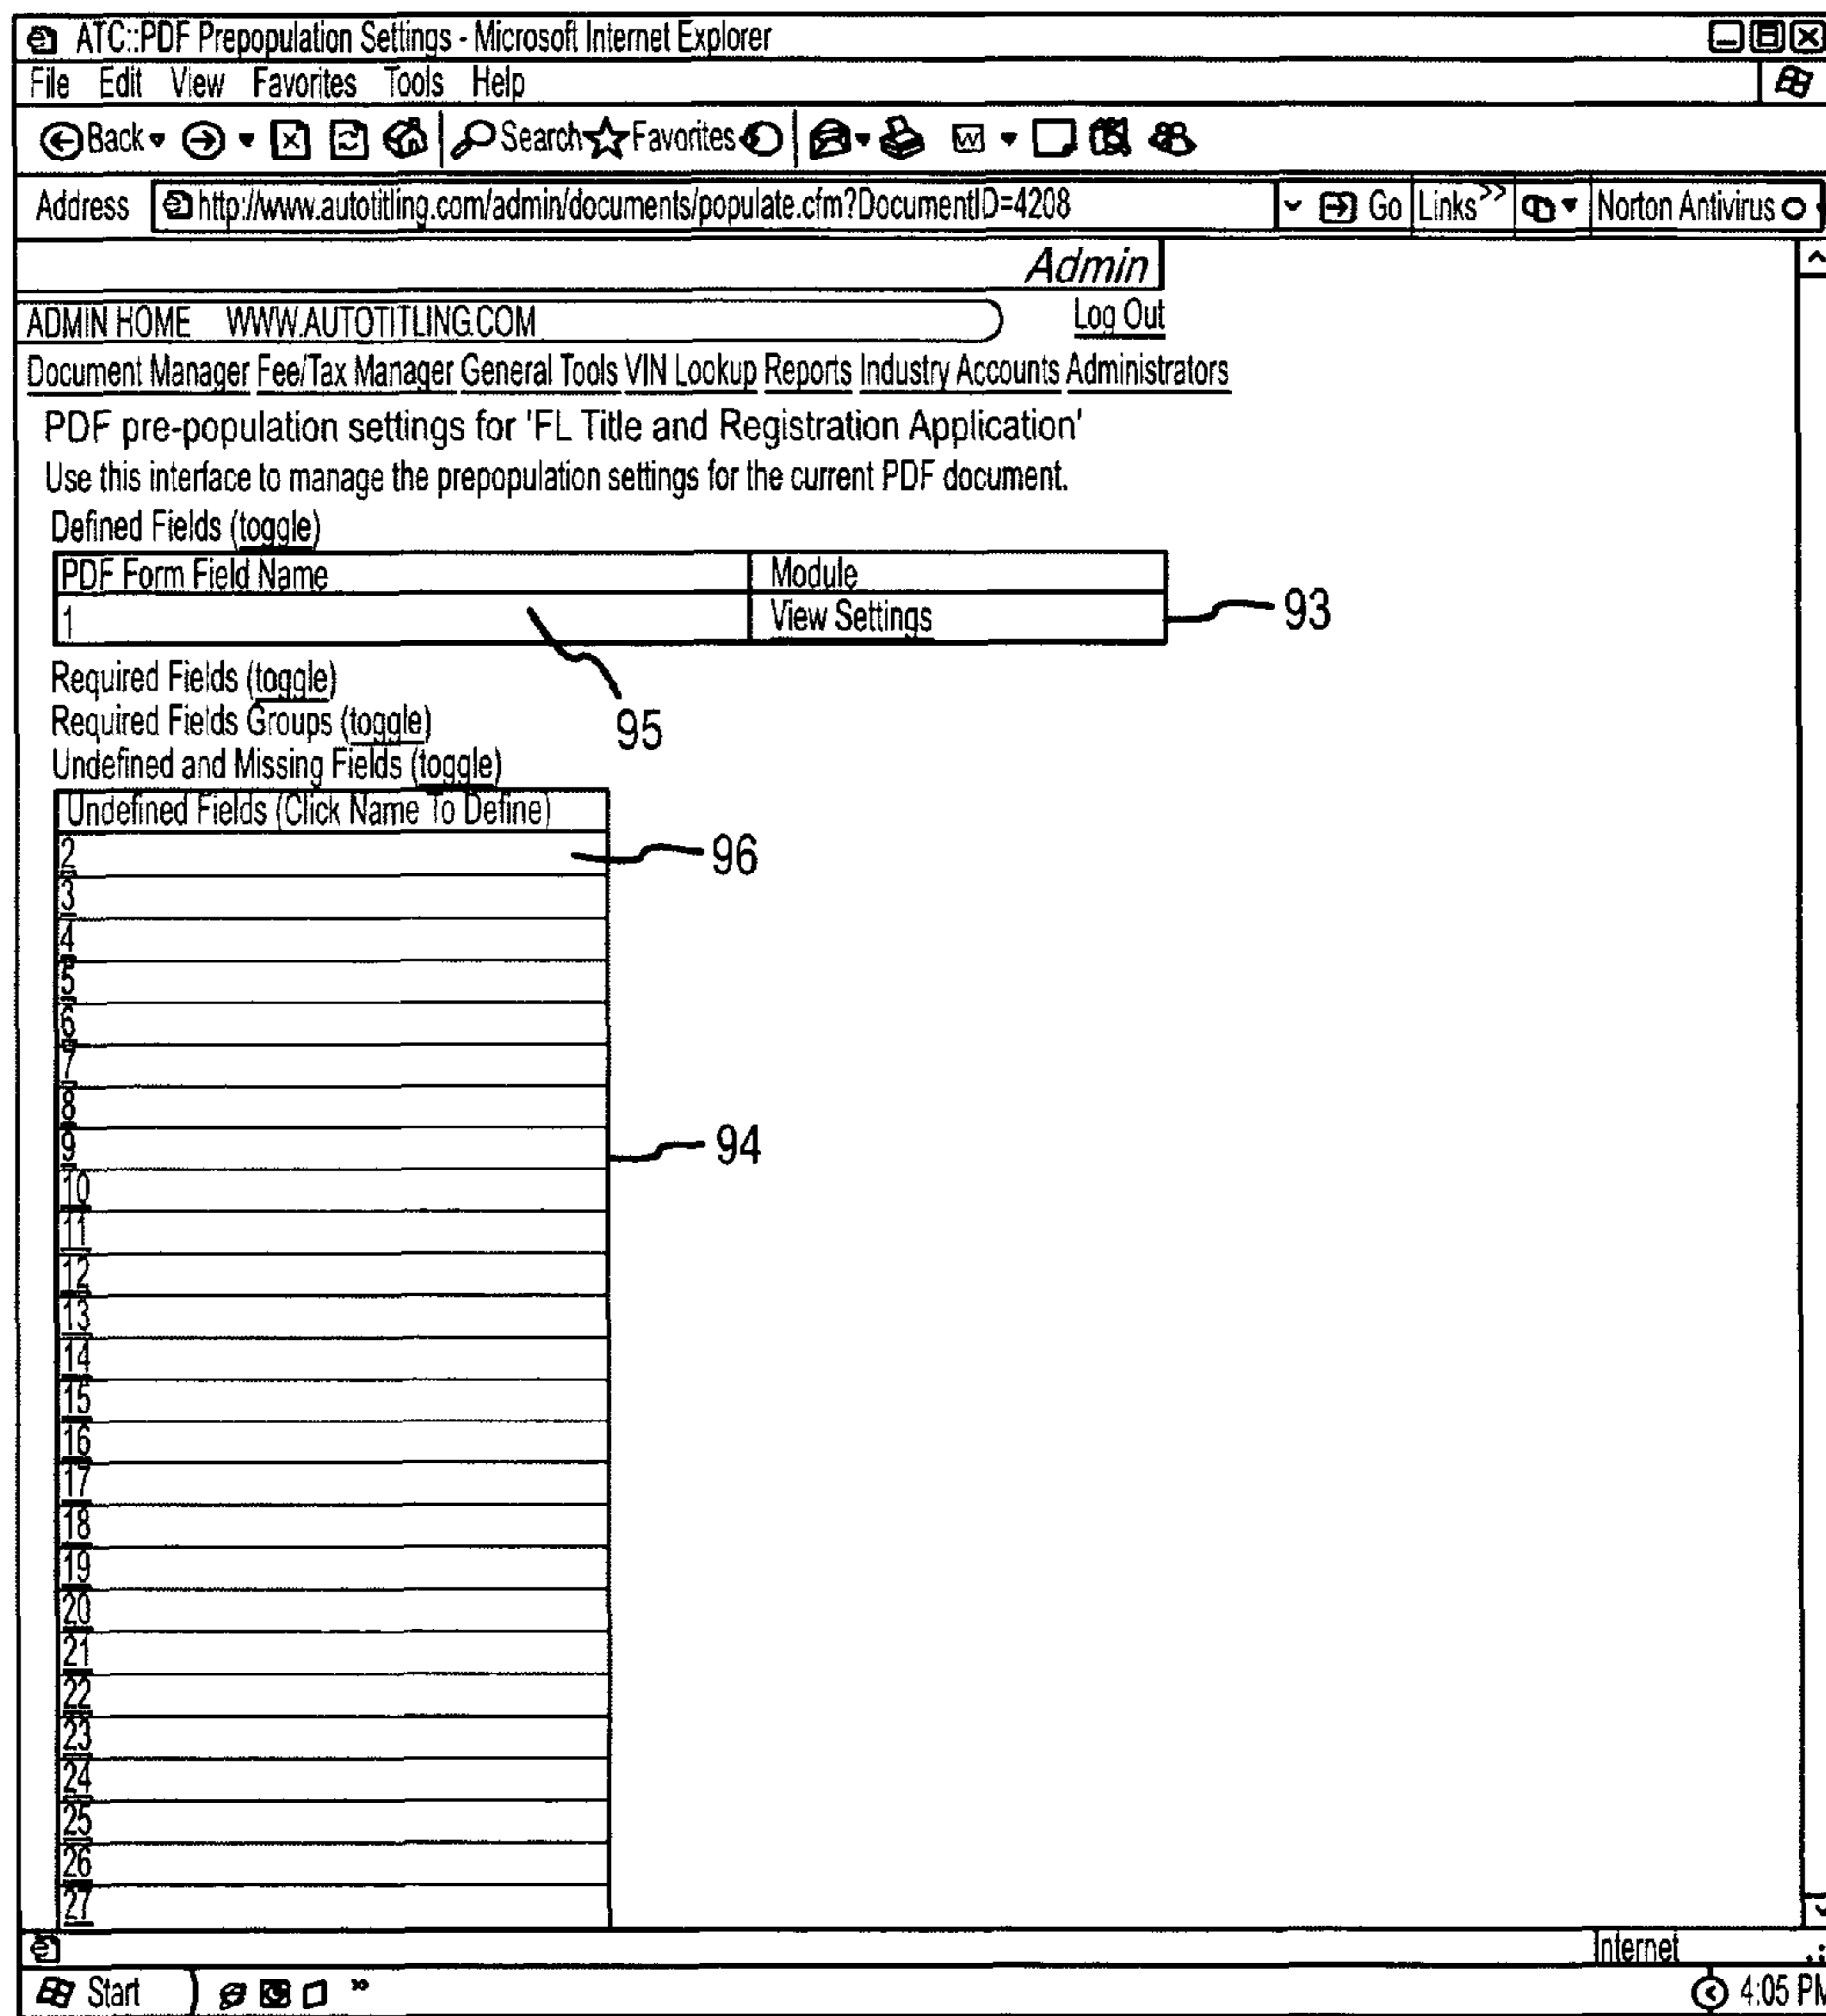 ATC::PDF Prepopulation Settings - Microsoft Internet Explorer
File Edit View Favorites Tools Help
Back Search Favorites W
Address http://www.autotitling.com/admin/documents/populate.cfm?DocumentID=4208 Go Links >> Norton Antivirus
Admin
ADMIN HOME WWW.AUTOTITLING.COM Log Out
Document Manager Fee/Tax Manager General Tools VIN Lookup Reports Industry Accounts Administrators
PDF pre-population settings for 'FL Title and Registration Application'
Use this interface to manage the prepopulation settings for the current PDF document.
Defined Fields (toggle)
PDF Form Field Name Module
1 View Settings 93
Required Fields (toggle)
Required Fields Groups (toggle) 95
Undefined and Missing Fields (toggle)
Undefined Fields (Click Name To Define)
2 96
3
4
5
6
7
8
9 94
10
11
12
13
14
15
16
17
18
19
20
21
22
23
24
25
26
27
Internet
Start » 4:05 PM